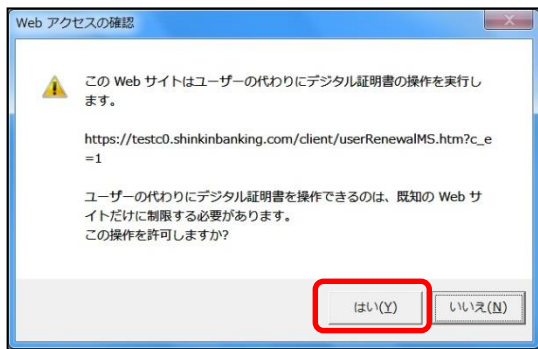 Web アクセスの確認
この Web サイトはユーザーの代わりにデジタル証明書の操作を実行し
ます。
https://testc0.shinkinbanking.com/client/userRenewalMS.htm?c_e
=1
ユーザーの代わりにデジタル証明書を操作できるのは、既知の Web サ
イトだけに制限する必要があります。
この操作を許可しますか?
はい(Y)
いいえ(N)